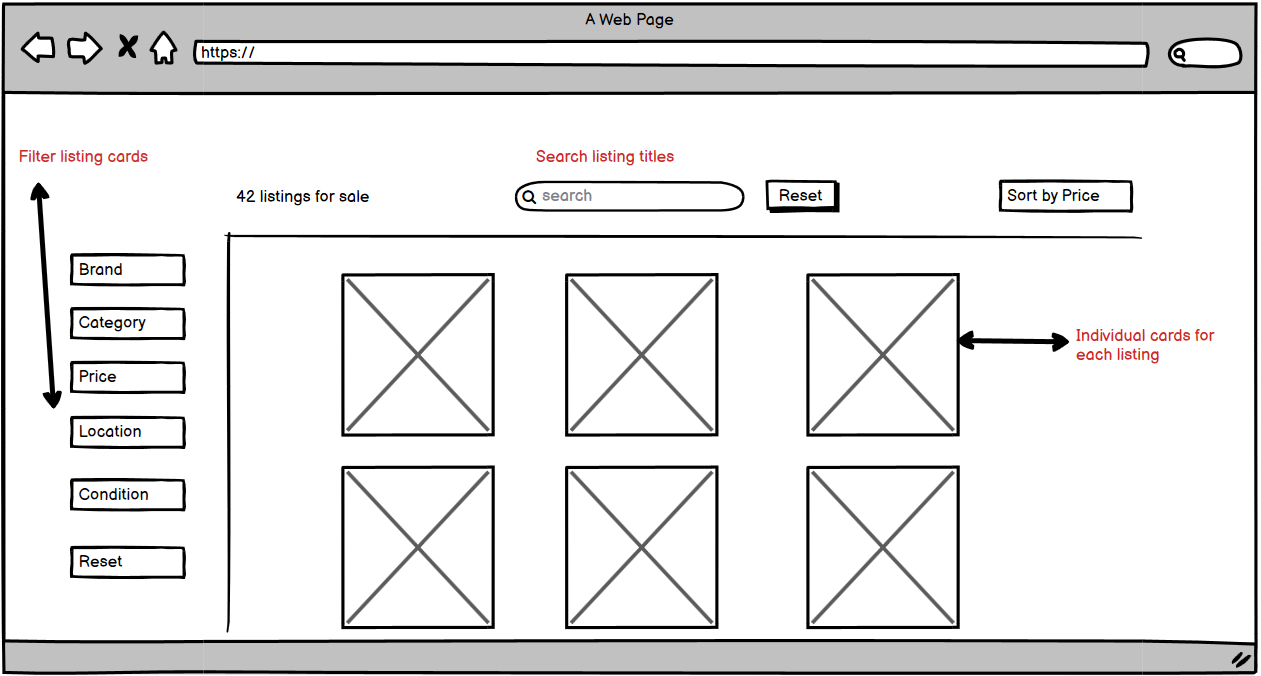 A Web Page
https://
Filter listing cards
Search listing titles
42 listings for sale
search
Reset
Sort by Price
Brand
Category
Price
Location
Condition
Reset
Individual cards for
each listing